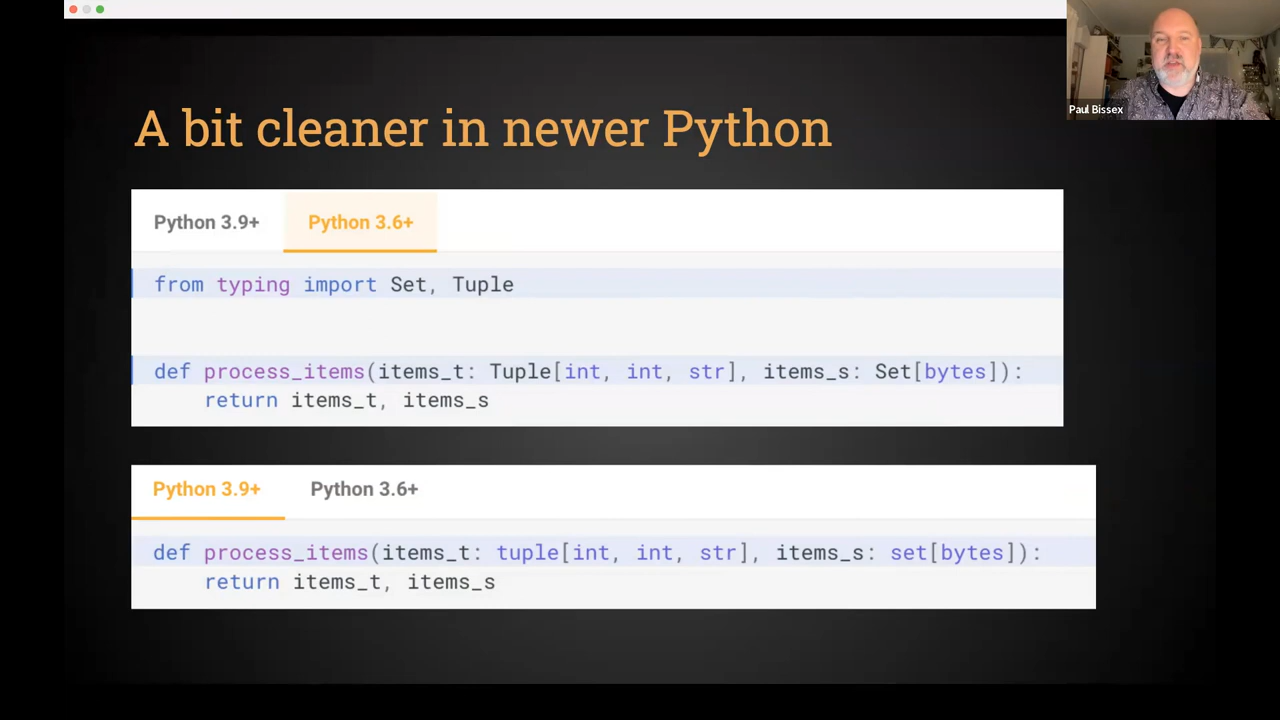 Paul Bissex
A bit cleaner in newer Python
Python 3.9+ Python 3.6+
from typing import Set, Tuple
def process_items(items_t: Tuple[int, int, str], items_s: Set[bytes]):
    return items_t, items_s
Python 3.9+ Python 3.6+
def process_items(items_t: tuple[int, int, str], items_s: set[bytes]):
    return items_t, items_s